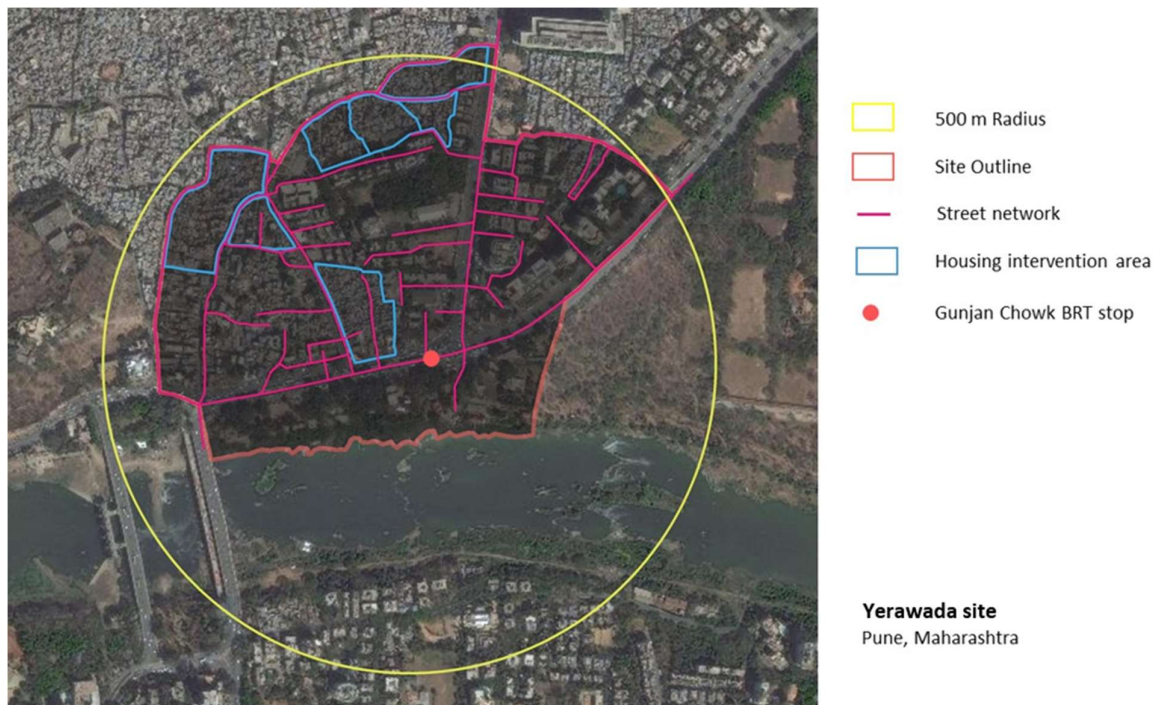 500 m Radius
Site Outline
Street network
Housing intervention area
Gunjan Chowk BRT stop
Yerawada site
Pune, Maharashtra